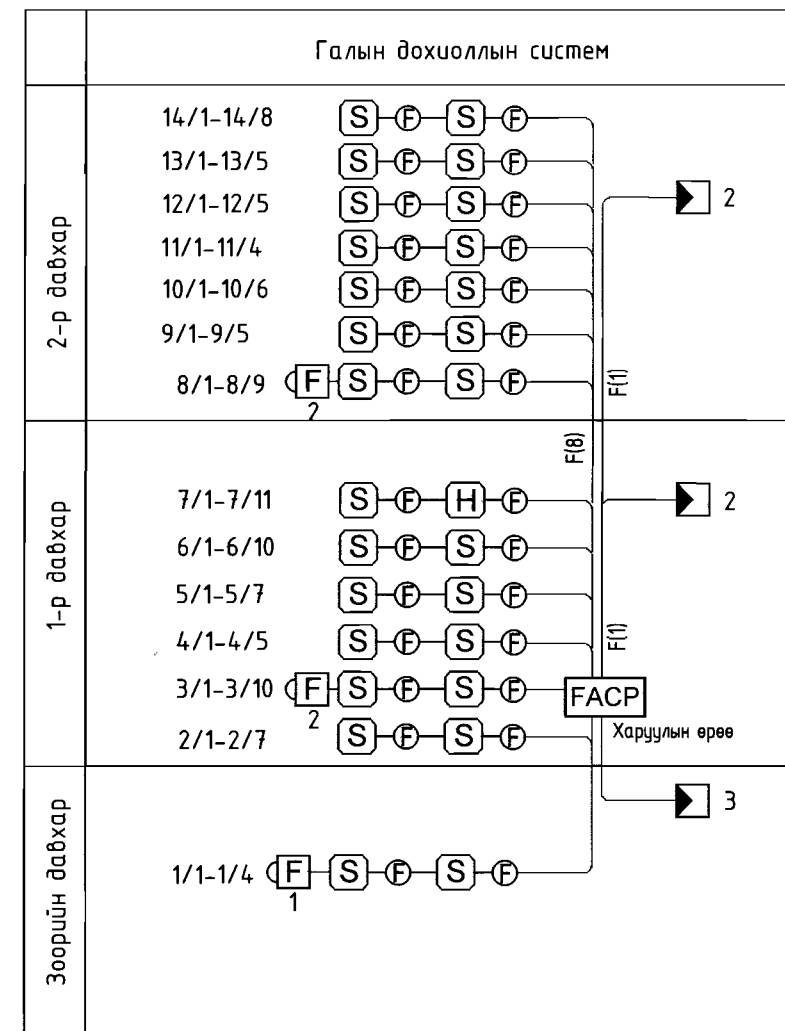 Галын дохиоллын систем
2-р давхар
14/1-14/8 S F S F
13/1-13/5 S F S F
12/1-12/5 S F S F
2
11/1-11/4 S F S F
10/1-10/6 S F S F
9/1-9/5 S F S F
8/1-8/9 F S F S F
2
F(1)
F(8)
1-р давхар
7/1-7/11 S F H F
2
6/1-6/10 S F S F
5/1-5/7 S F S F
4/1-4/5 S F S F
F(1)
3/1-3/10 F S F S F
2
FACP
Харуулын өрөө
2/1-2/7 S F S F
Зоорийн давхар
3
1/1-1/4 F S F S F
1